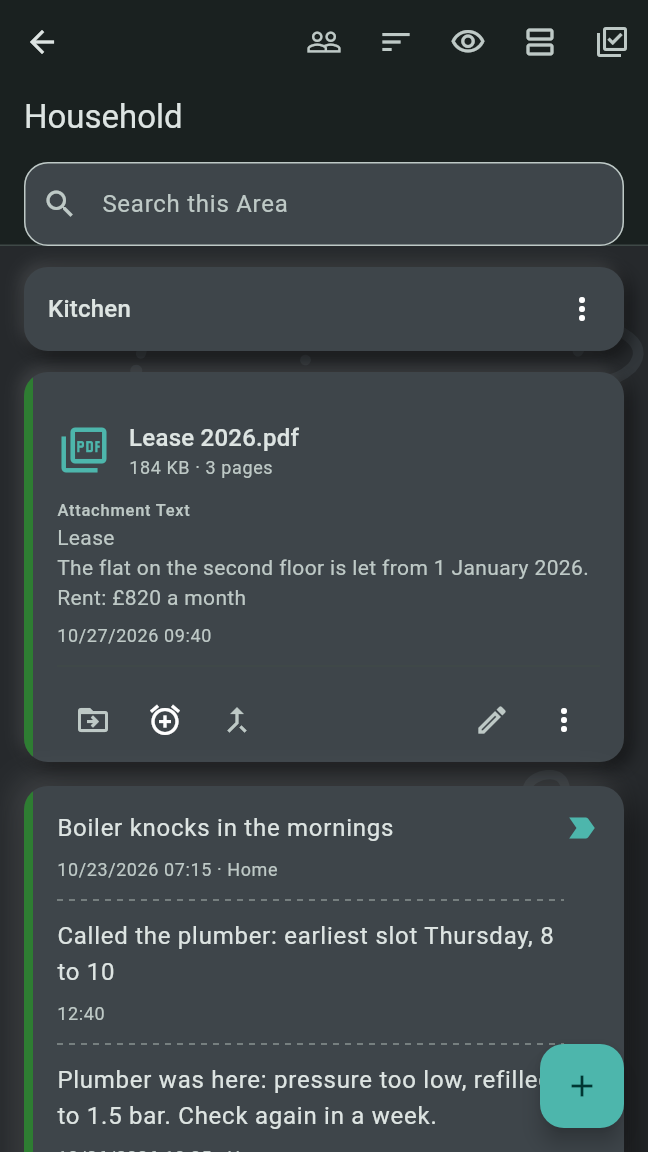 Household
Search this Area
Kitchen
PDF
Lease 2026.pdf
184 KB · 3 pages
Attachment Text
Lease
The flat on the second floor is let from 1 January 2026.
Rent: £820 a month
10/27/2026 09:40
Boiler knocks in the mornings
10/23/2026 07:15 · Home
Called the plumber: earliest slot Thursday, 8
to 10
12:40
Plumber was here: pressure too low,
to 1.5 bar. Check again in a week.